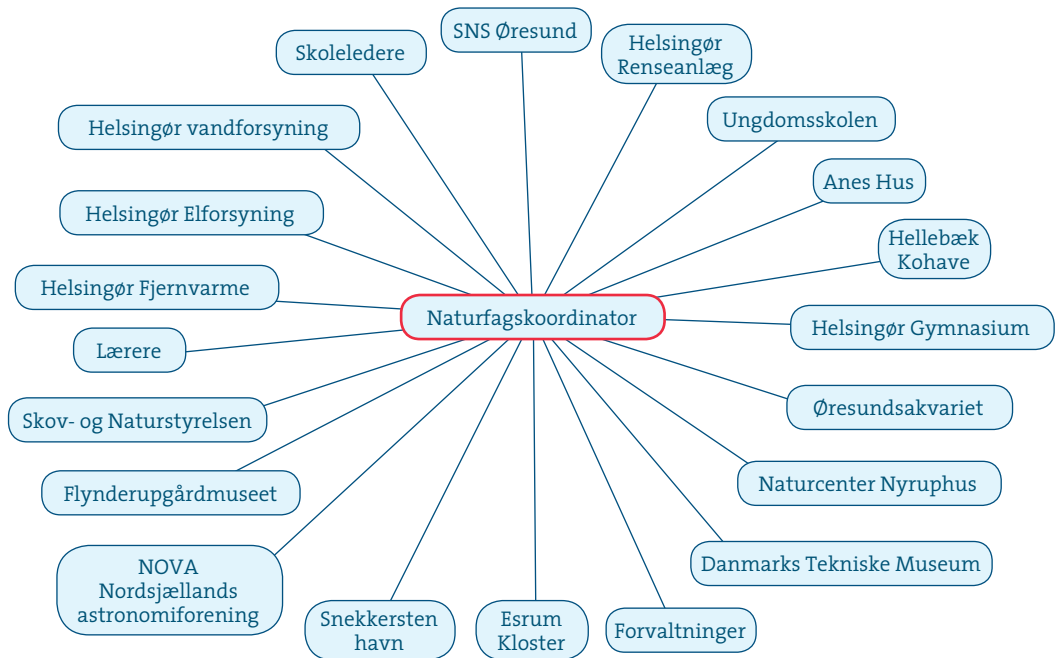 SNS Øresund
Helsingør
Renseanlæg
Skoleledere
Ungdomsskolen
Helsingør vandforsyning
Anes Hus
Helsingør Elforsyning
Hellebæk
Kohave
Helsingør Fjernvarme
Naturfagskoordinator
Helsingør Gymnasium
Lærere
Øresundsakvariet
Skov- og Naturstyrelsen
Naturcenter Nyruphus
Flynderupgårdmuseet
Danmarks Tekniske Museum
NOVA
Nordsjællands
astronomiforening
Snekkersten
havn
Esrum
Kloster
Forvaltninger